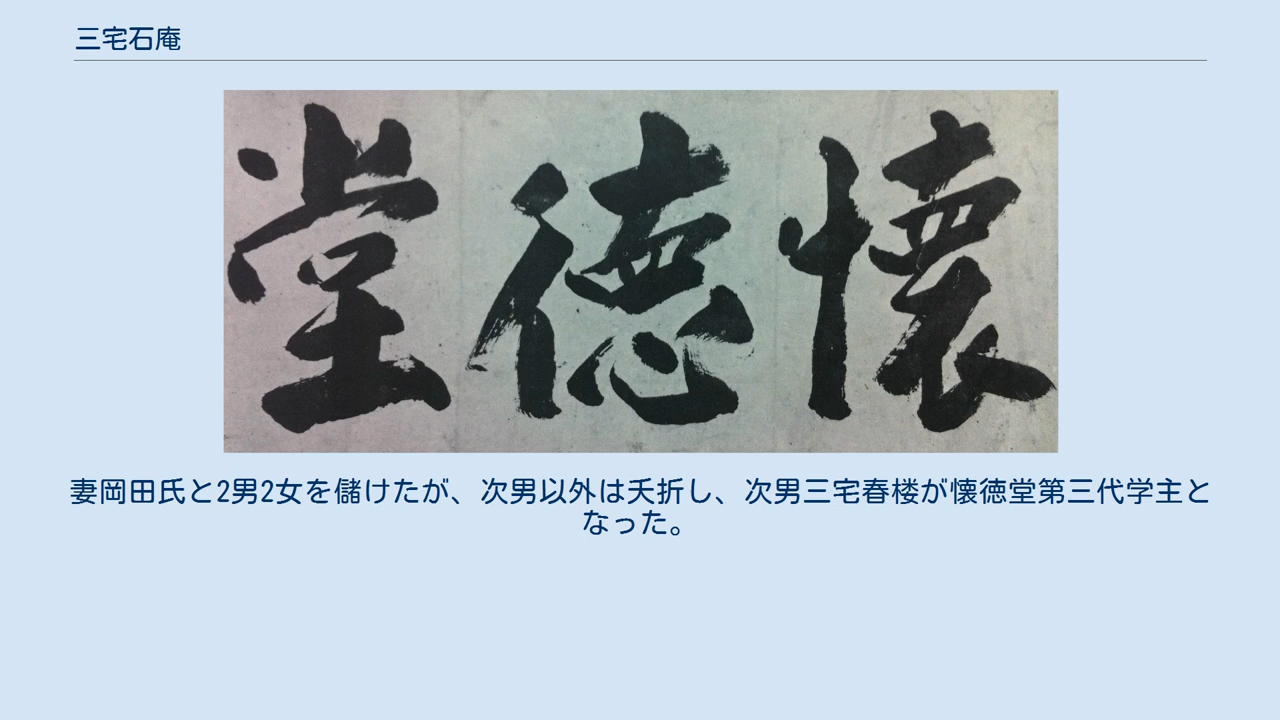 三宅石庵
懐徳堂
妻岡田氏と2男2女を儲けたが、次男以外は夭折し、次男三宅春楼が懐徳堂第三代学主と
なった。